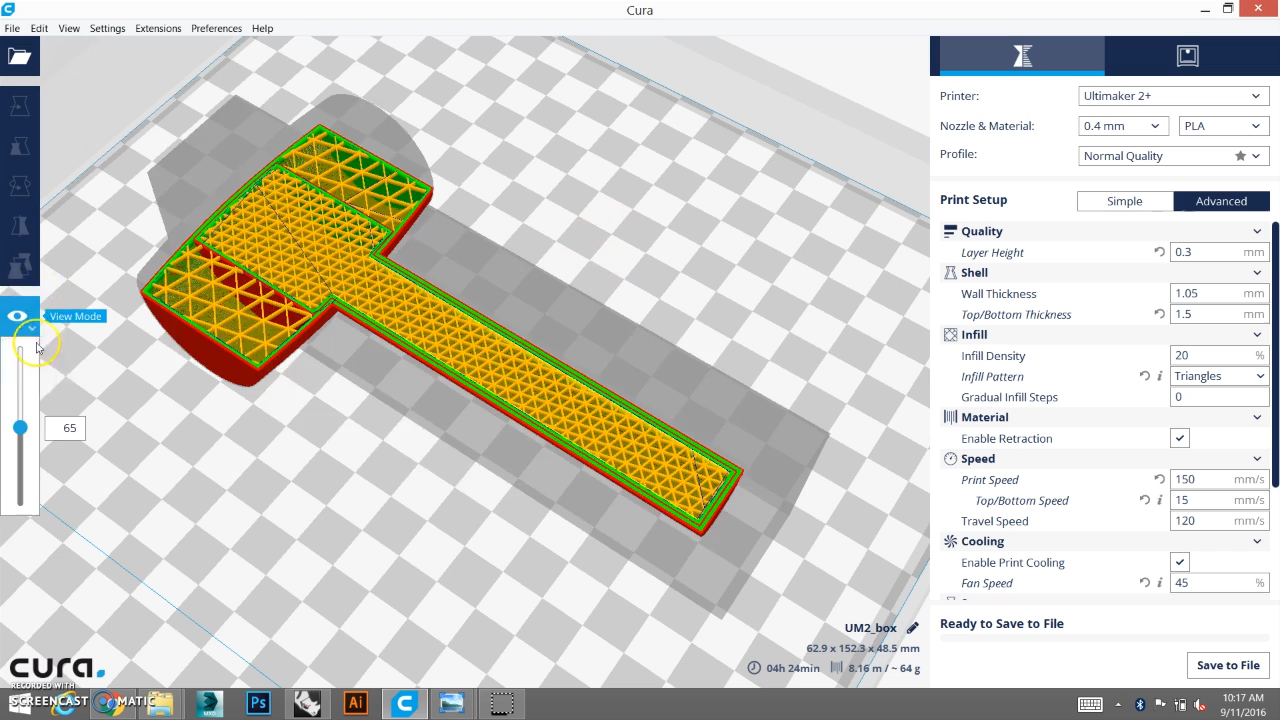 Cura
File Edit View Settings Extensions Preferences Help
Printer: Ultimaker 2+
Nozzle & Material: 0.4 mm PLA
Profile: Normal Quality
Print Setup Simple Advanced
Quality
Layer Height 0.3 mm
Shell
Wall Thickness 1.05 mm
Top/Bottom Thickness 1.5 mm
Infill
Infill Density 20 %
Infill Pattern i Triangles
Gradual Infill Steps 0
Material
Enable Retraction
Speed
Print Speed 150 mm/s
Top/Bottom Speed i 15 mm/s
Travel Speed 120 mm/s
Cooling
Enable Print Cooling
Fan Speed i 45 %
Ready to Save to File
Save to File
View Mode
65
UM2_box
62.9 x 152.3 x 48.5 mm
04h 24min 8.16 m / ~ 64 g
cura.
RECORDED WITH
SCREENCAST MATIC
Ps
Ai
10:17 AM
9/11/2016